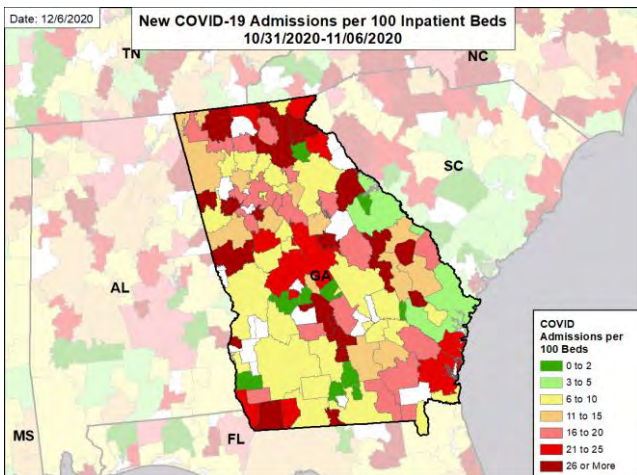 Date: 12/6/2020
New COVID-19 Admissions per 100 Inpatient Beds
10/31/2020-11/06/2020
TN
NC
SC
AL
GA
MS
FL
COVID
Admissions per
100 Beds
0 to 2
3 to 5
6 to 10
11 to 15
16 to 20
21 to 25
26 or More